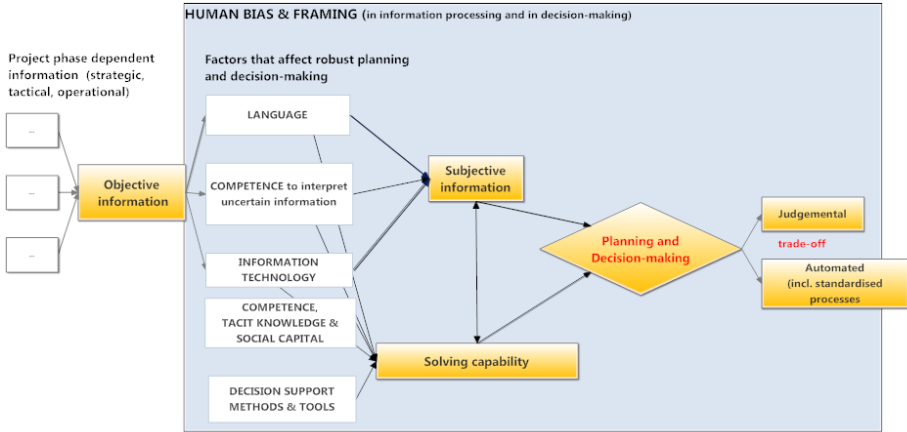 HUMAN BIAS & FRAMING (in information processing and in decision-making)
Project phase dependent
information (strategic,
tactical, operational)
Factors that affect robust planning
and decision-making
...
...
...
Objective
information
LANGUAGE
COMPETENCE to interpret
uncertain information
INFORMATION
TECHNOLOGY
COMPETENCE,
TACIT KNOWLEDGE &
SOCIAL CAPITAL
DECISION SUPPORT
METHODS & TOOLS
Subjective
information
Solving capability
Planning and
Decision-making
Judgemental
trade-off
Automated
(incl. standardised
processes